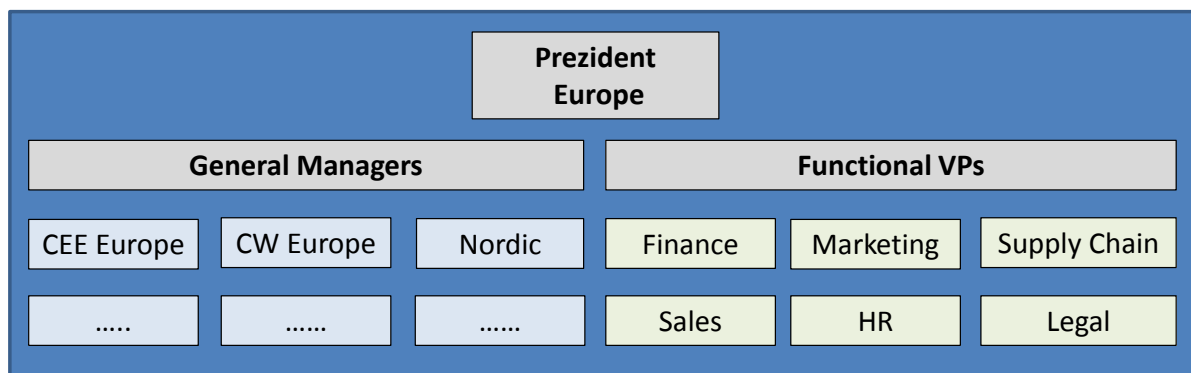 Prezident
Europe
General Managers
Functional VPs
CEE Europe
CW Europe
Nordic
Finance
Marketing
Supply Chain
…..
……
……
Sales
HR
Legal